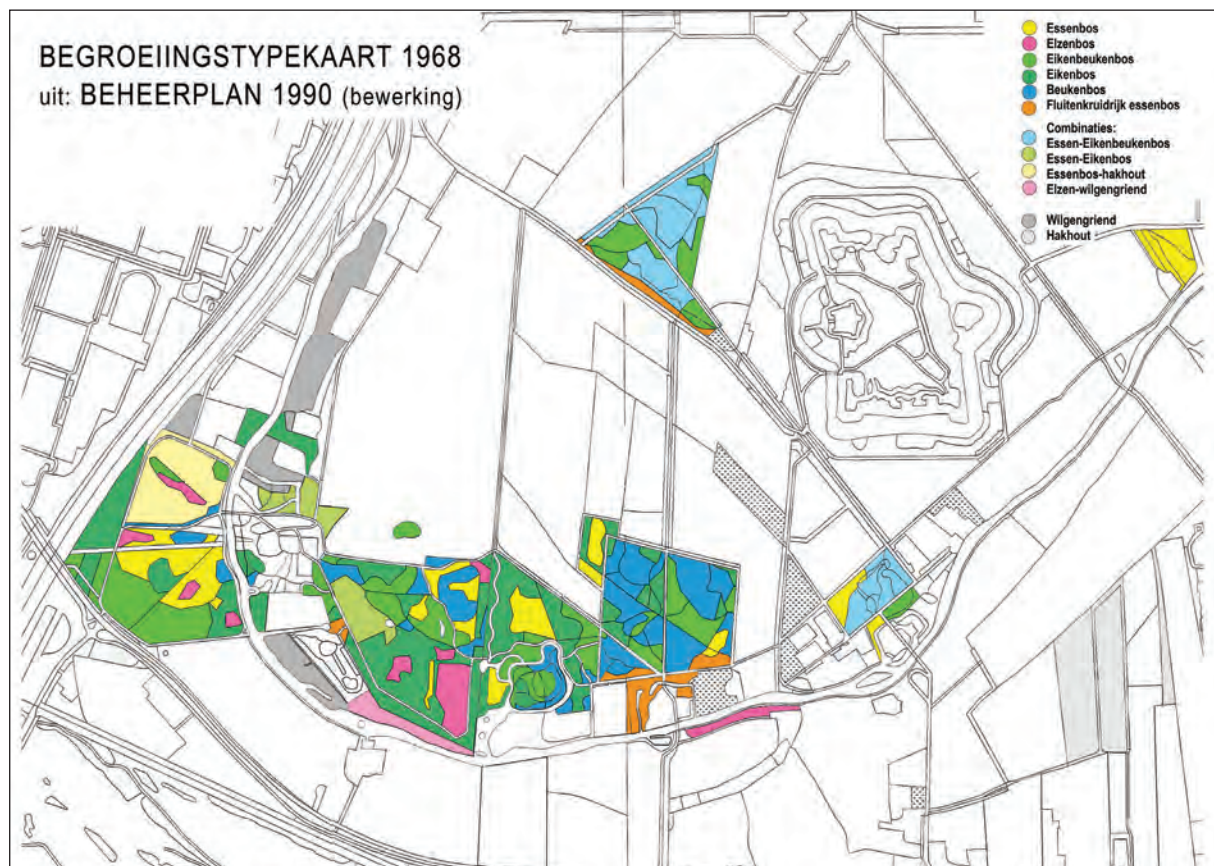 BEGROEIINGSTYPEKAART 1968
uit: BEHEERPLAN 1990 (bewerking)
Essenbos
Elzenbos
Eikenbeukenbos
Eikenbos
Beukenbos
Fluitenkruidrijk essenbos
Combinaties:
Essen-Eikenbeukenbos
Essen-Eikenbos
Essenbos-hakhout
Elzen-wilgengriend
Wilgengriend
Hakhout